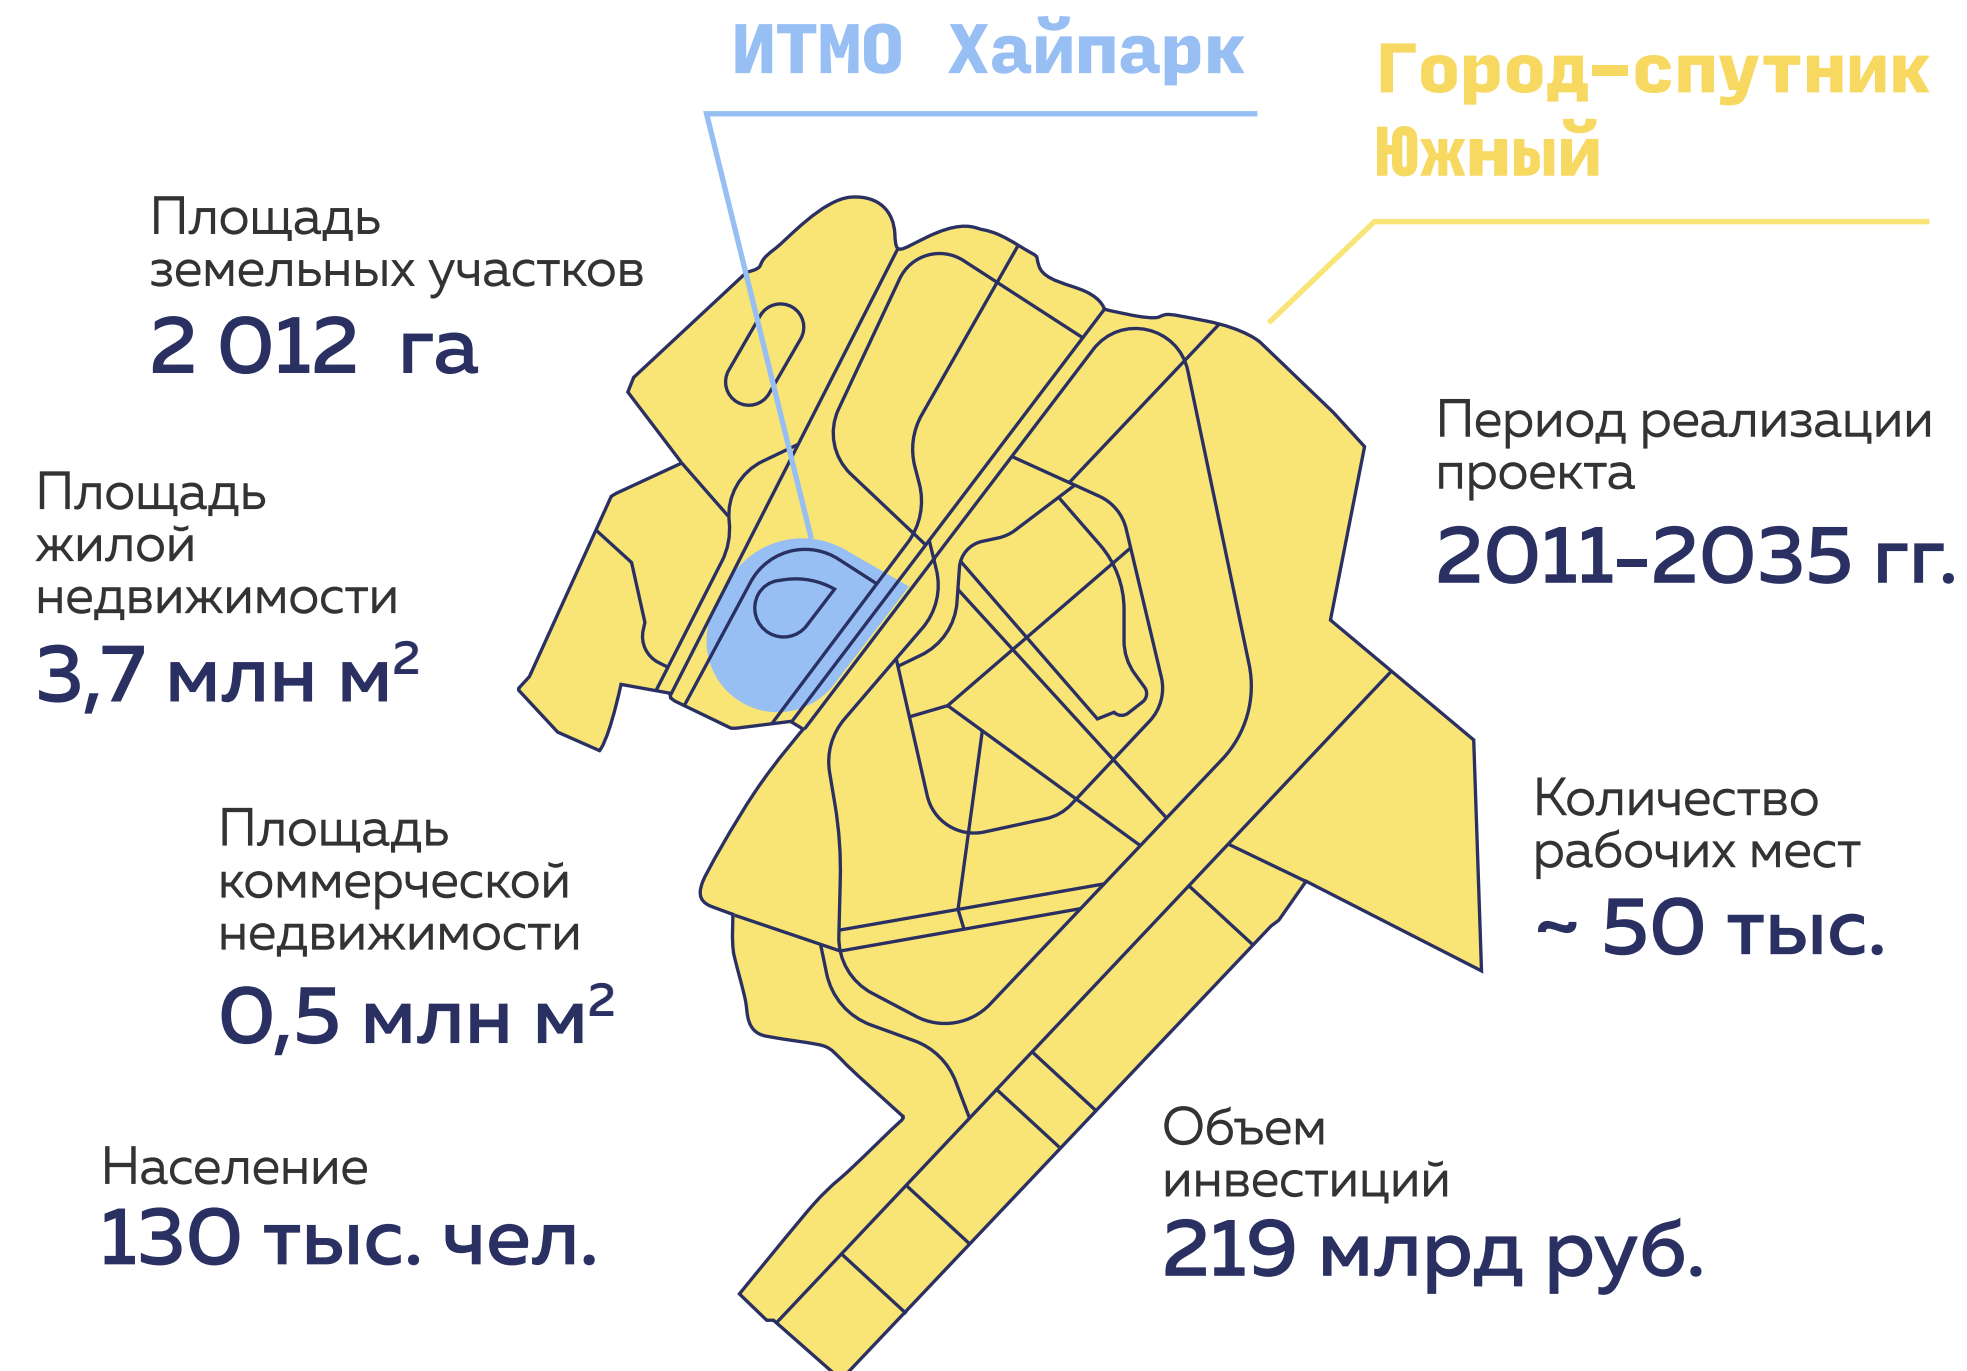 ИТМО Хайпарк
Город-спутник
Южный
Площадь
земельных участков
2 012 га
Площадь
жилой
недвижимости
3,7 млн м²
Площадь
коммерческой
недвижимости
0,5 млн м²
Население
130 тыс. чел.
Период реализации
проекта
2011-2035 гг.
Количество
рабочих мест
~ 50 тыс.
Объем
инвестиций
219 млрд руб.